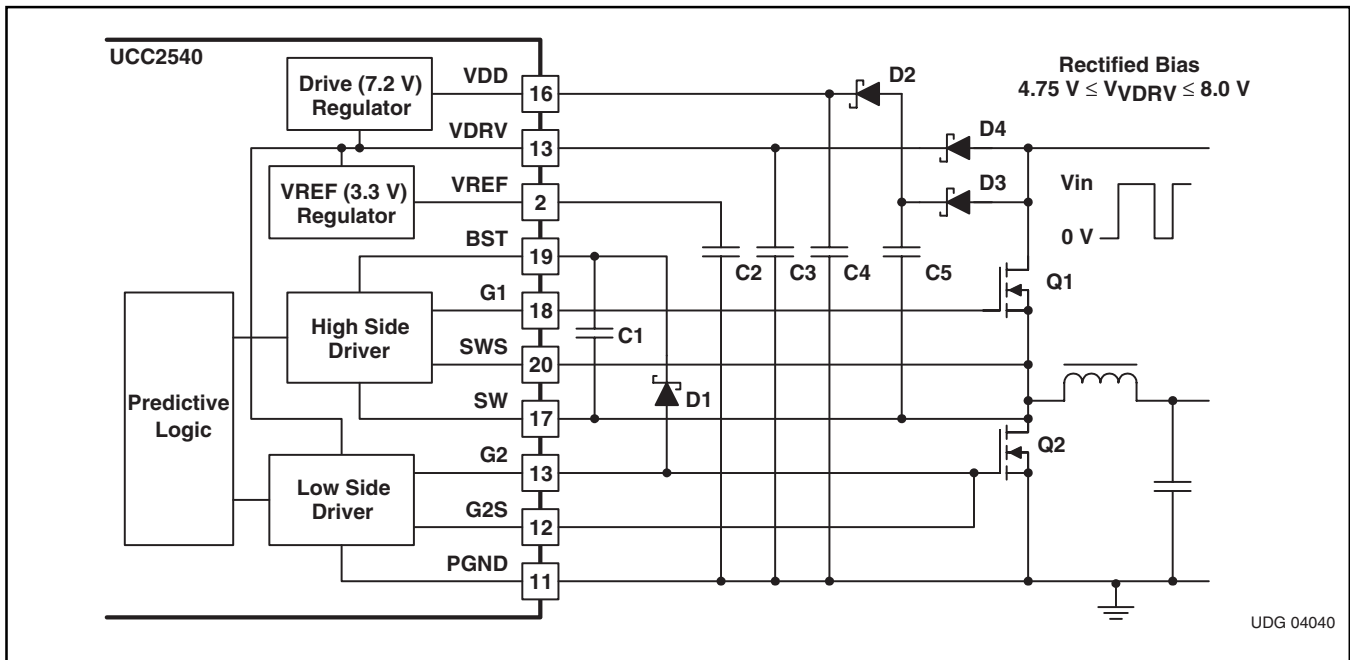 UCC2540
Drive (7.2 V)
Regulator
VDD
16
D2
Rectified Bias
4.75 V ≤ VVDRV ≤ 8.0 V
VDRV
13
D4
VREF (3.3 V)
Regulator
VREF
2
D3
Vin
0 V
BST
19
C2
C3
C4
C5
Q1
G1
18
High Side
Driver
C1
SWS
20
Predictive
Logic
SW
17
D1
G2
13
Q2
Low Side
Driver
G2S
12
PGND
11
UDG 04040